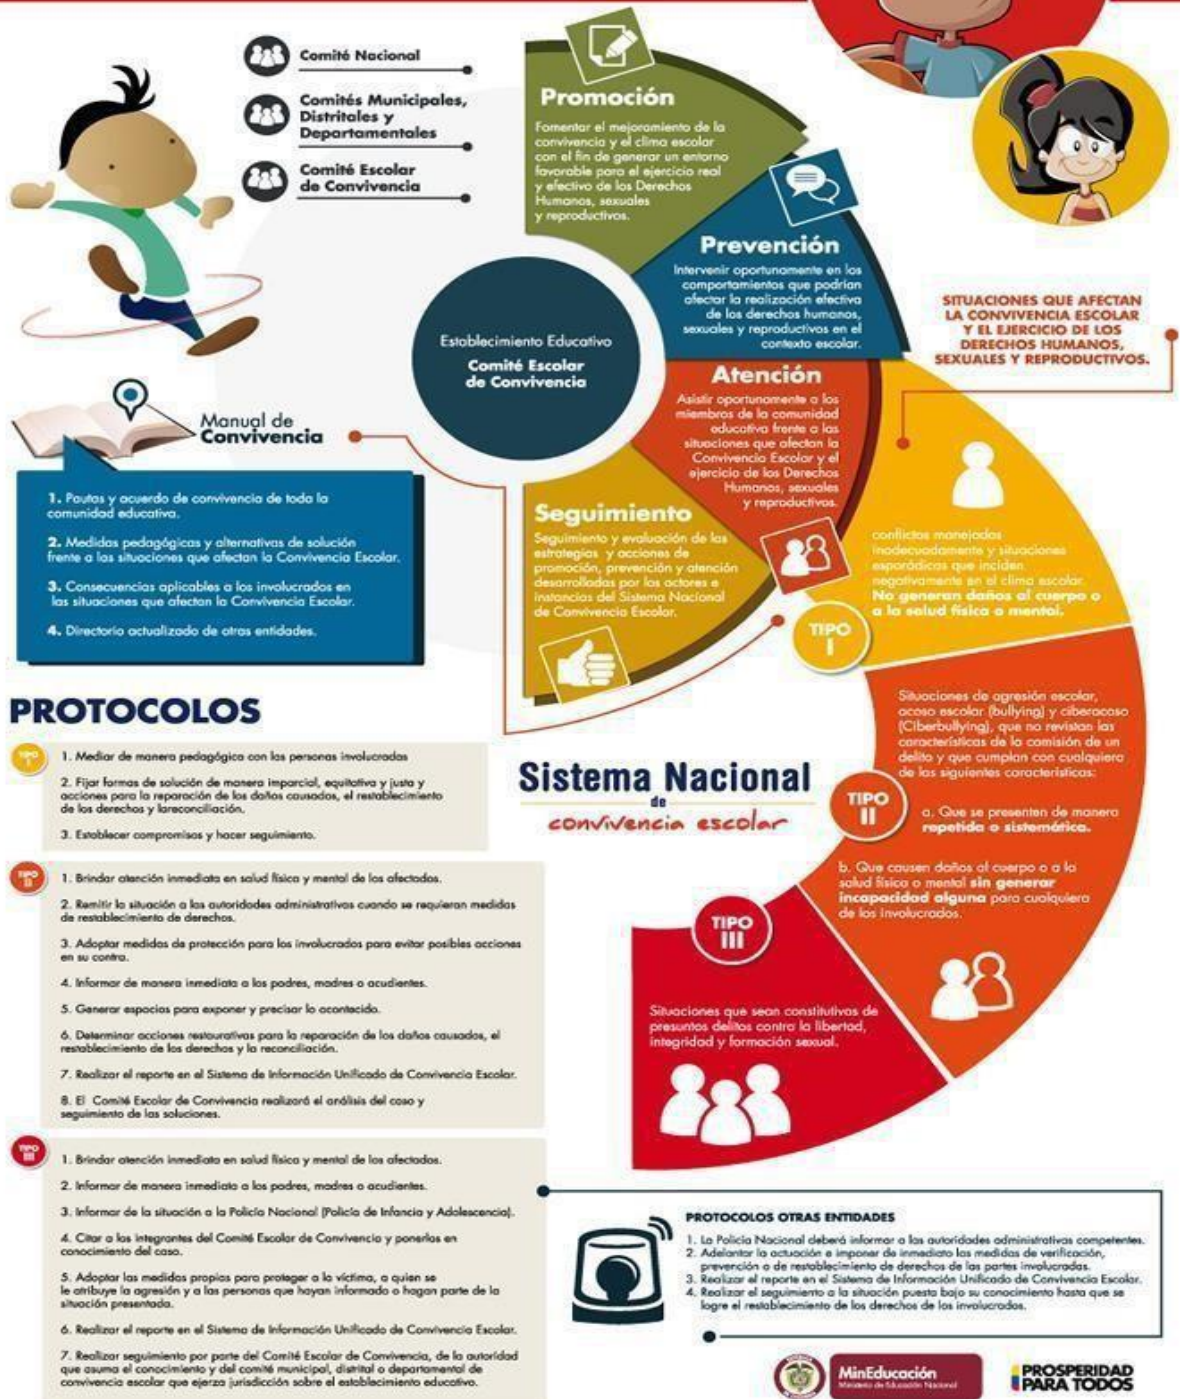 Comité Nacional
Comités Municipales,
Distritales y
Departamentales
Comité Escolar
de Convivencia
Promoción
Fomentar el mejoramiento de la
convivencia y el clima escolar
con el fin de generar un entorno
favorable para el ejercicio real
y efectivo de los Derechos
Humanos, sexuales
y reproductivos.
Prevención
Intervenir oportunamente en los
comportamientos que podrían
afectar la realización efectiva
de los derechos humanos,
sexuales y reproductivos en el
contexto escolar.
Establecimiento Educativo
Comité Escolar
de Convivencia
Atención
Asistir oportunamente a los
miembros de la comunidad
educativa frente a las
situaciones que afectan la
Convivencia Escolar y el
ejercicio de los Derechos
Humanos, sexuales
y reproductivos.
Seguimiento
Seguimiento y evaluación de las
estrategias y acciones de
promoción, prevención y atención
desarrolladas por los actores e
instancias del Sistema Nacional
de Convivencia Escolar.
SITUACIONES QUE AFECTAN
LA CONVIVENCIA ESCOLAR
Y EL EJERCICIO DE LOS
DERECHOS HUMANOS,
SEXUALES Y REPRODUCTIVOS.
Manual de
Convivencia
1. Pautas y acuerdo de convivencia de toda la
comunidad educativa.
2. Medidas pedagógicas y alternativas de solución
frente a las situaciones que afectan la Convivencia Escolar.
3. Consecuencias aplicables a los involucrados en
las situaciones que afectan la Convivencia Escolar.
4. Directorio actualizado de otras entidades.
conflictos manejados
inadecuadamente y situaciones
esporádicas que inciden
negativamente en el clima escolar.
No generan daños al cuerpo o
a la salud física o mental.
TIPO
I
Situaciones de agresión escolar,
acoso escolar (bullying) y ciberacoso
(Ciberbullying), que no revistan las
características de la comisión de un
delito y que cumplan con cualquiera
de las siguientes características:
TIPO
II
a. Que se presenten de manera
repetida o sistemática.
b. Que causen daños al cuerpo o a la
salud física o mental sin generar
incapacidad alguna para cualquiera
de los involucrados.
TIPO
III
Situaciones que sean constitutivas de
presuntos delitos contra la libertad,
integridad y formación sexual.
Sistema Nacional
de
convivencia escolar
PROTOCOLOS
TIPO
I
1. Mediar de manera pedagógica con las personas involucradas
2. Fijar formas de solución de manera imparcial, equitativa y justa y
acciones para la reparación de los daños causados, el restablecimiento
de los derechos y lareconciliación.
3. Establecer compromisos y hacer seguimiento.
TIPO
II
1. Brindar atención inmediata en salud física y mental de los afectados.
2. Remitir la situación a las autoridades administrativas cuando se requieran medidas
de restablecimiento de derechos.
3. Adoptar medidas de protección para los involucrados para evitar posibles acciones
en su contra.
4. Informar de manera inmediata a los padres, madres o acudientes.
5. Generar espacios para exponer y precisar lo acontecido.
6. Determinar acciones restaurativas para la reparación de los daños causados, el
restablecimiento de los derechos y la reconciliación.
7. Realizar el reporte en el Sistema de Información Unificado de Convivencia Escolar.
8. El Comité Escolar de Convivencia realizará el análisis del caso y
seguimiento de las soluciones.
TIPO
III
1. Brindar atención inmediata en salud física y mental de los afectados.
2. Informar de manera inmediata a los padres, madres o acudientes.
3. Informar de la situación a la Policía Nacional (Policía de Infancia y Adolescencia).
4. Citar a los integrantes del Comité Escolar de Convivencia y ponerlos en
conocimiento del caso.
5. Adoptar las medidas propias para proteger a la víctima, a quien se
le atribuye la agresión y a las personas que hayan informado o hagan parte de la
situación presentada.
6. Realizar el reporte en el Sistema de Información Unificado de Convivencia Escolar.
7. Realizar seguimiento por parte del Comité Escolar de Convivencia, de la autoridad
que asuma el conocimiento y del comité municipal, distrital o departamental de
convivencia escolar que ejerza jurisdicción sobre el establecimiento educativo.
PROTOCOLOS OTRAS ENTIDADES
1. La Policía Nacional deberá informar a las autoridades administrativas competentes.
2. Adelantar la actuación e imponer de inmediato las medidas de verificación,
prevención o de restablecimiento de derechos de las partes involucradas.
3. Realizar el reporte en el Sistema de Información Unificado de Convivencia Escolar.
4. Realizar el seguimiento a la situación puesta bajo su conocimiento hasta que se
logre el restablecimiento de los derechos de los involucrados.
MinEducación
Ministerio de Educación Nacional
PROSPERIDAD
PARA TODOS